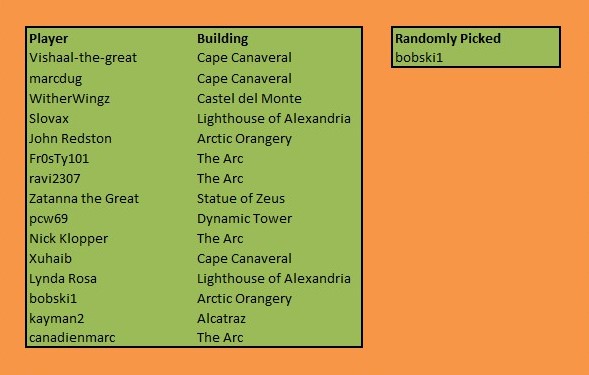 Player Building
Vishaal-the-great Cape Canaveral
marcdug Cape Canaveral
WitherWingz Castel del Monte
Slovax Lighthouse of Alexandria
John Redston Arctic Orangery
Fr0sTy101 The Arc
ravi2307 The Arc
Zatanna the Great Statue of Zeus
pcw69 Dynamic Tower
Nick Klopper The Arc
Xuhaib Cape Canaveral
Lynda Rosa Lighthouse of Alexandria
bobski1 Arctic Orangery
kayman2 Alcatraz
canadienmarc The Arc
Randomly Picked
bobski1